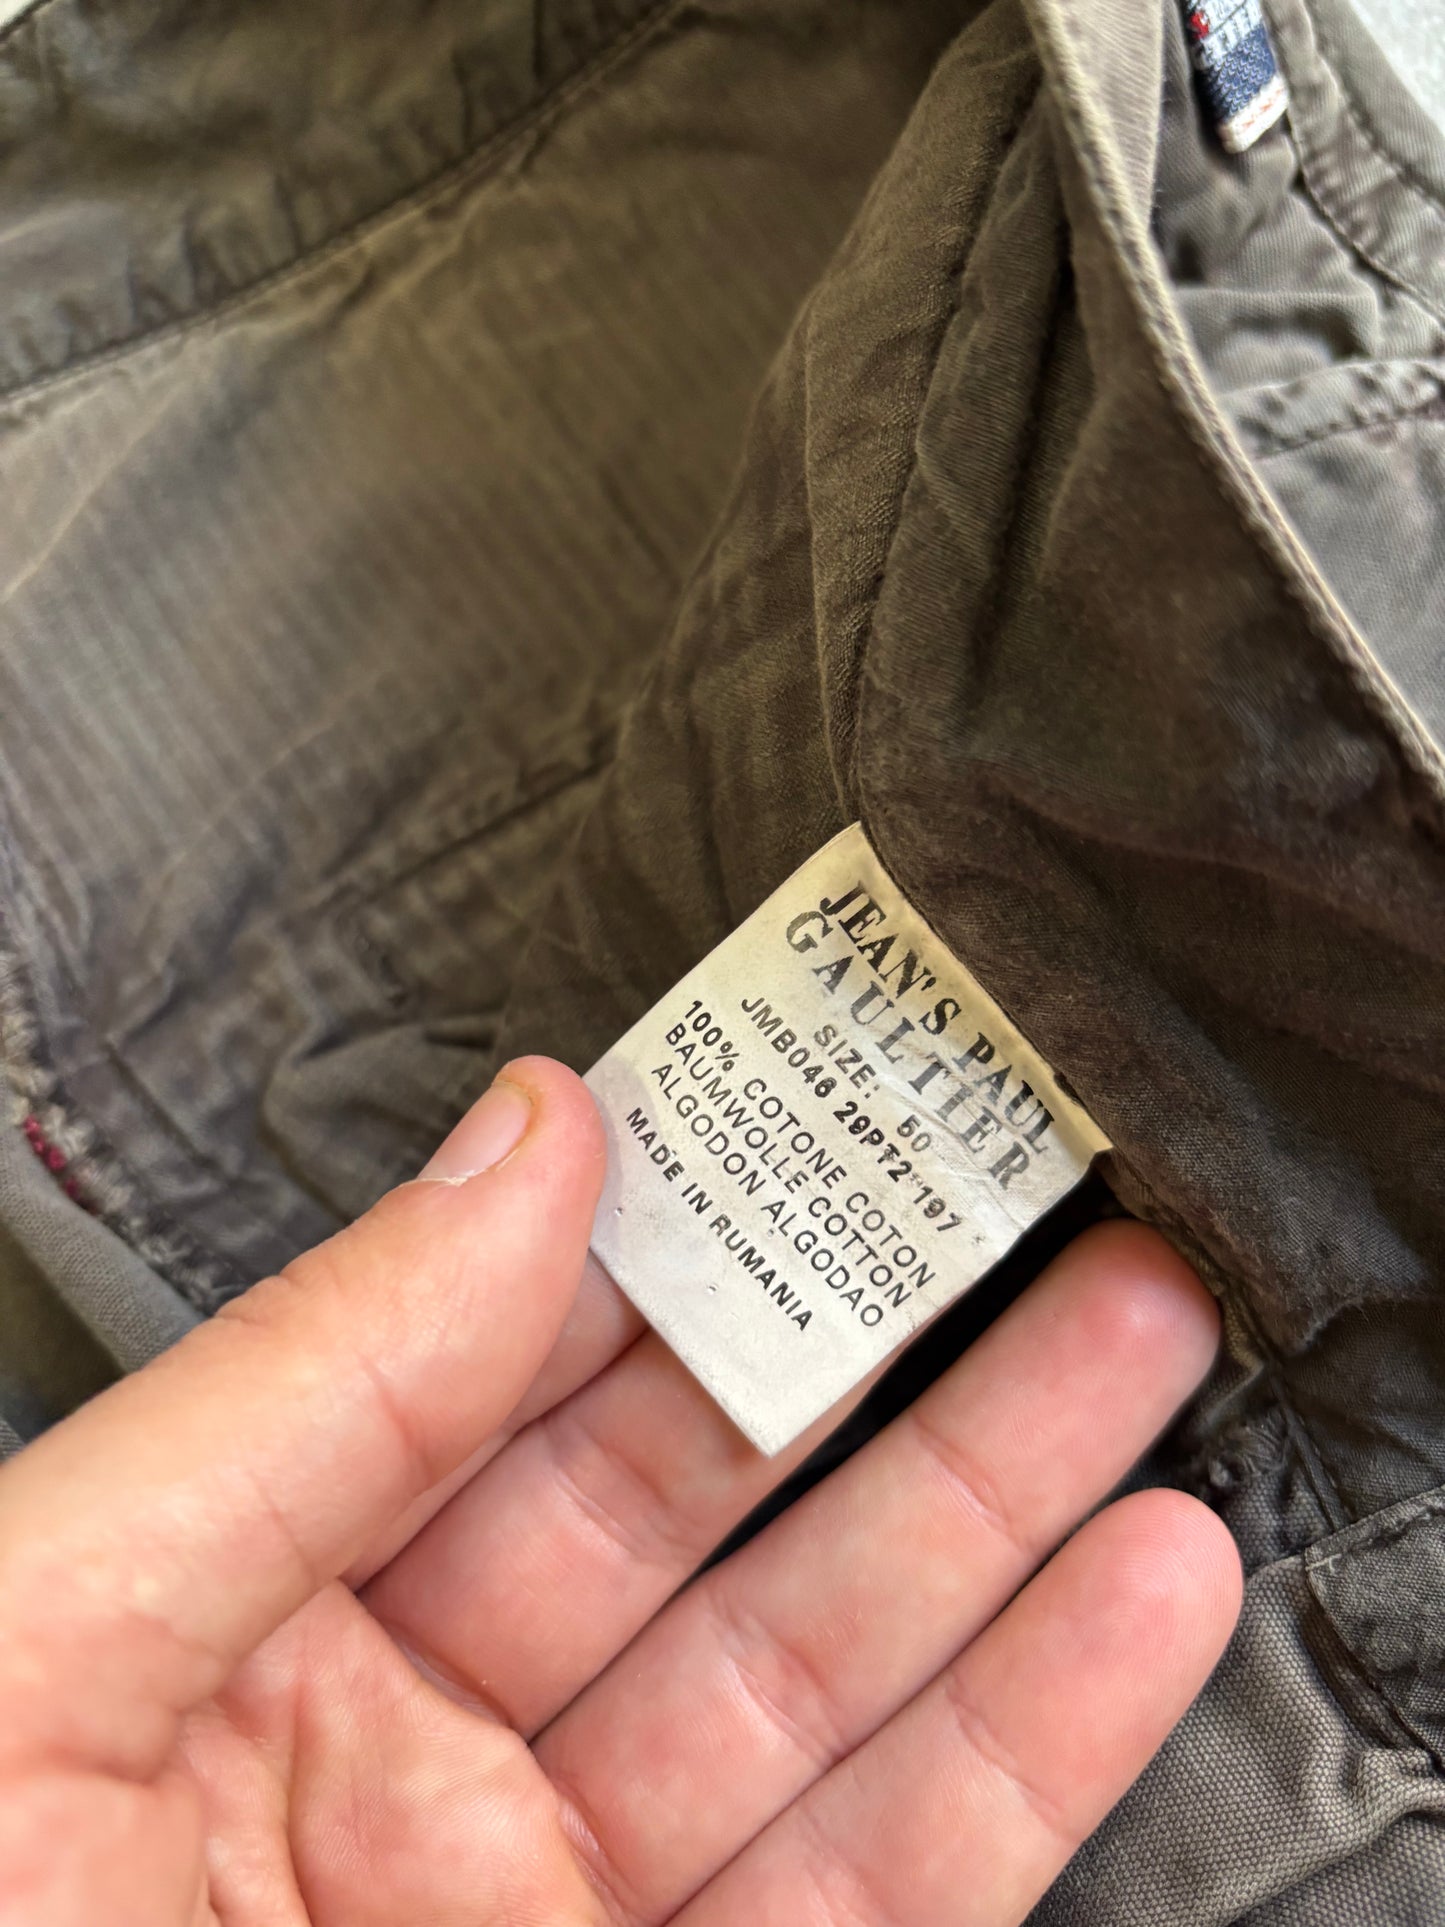 JEAN'S PAUL
GAULTIER
SIZE: 50
JMB046 29PT2 197
100% COTONE COTON
BAUMWOLLE COTTON
ALGODON ALGODAO
MADE IN RUMANIA